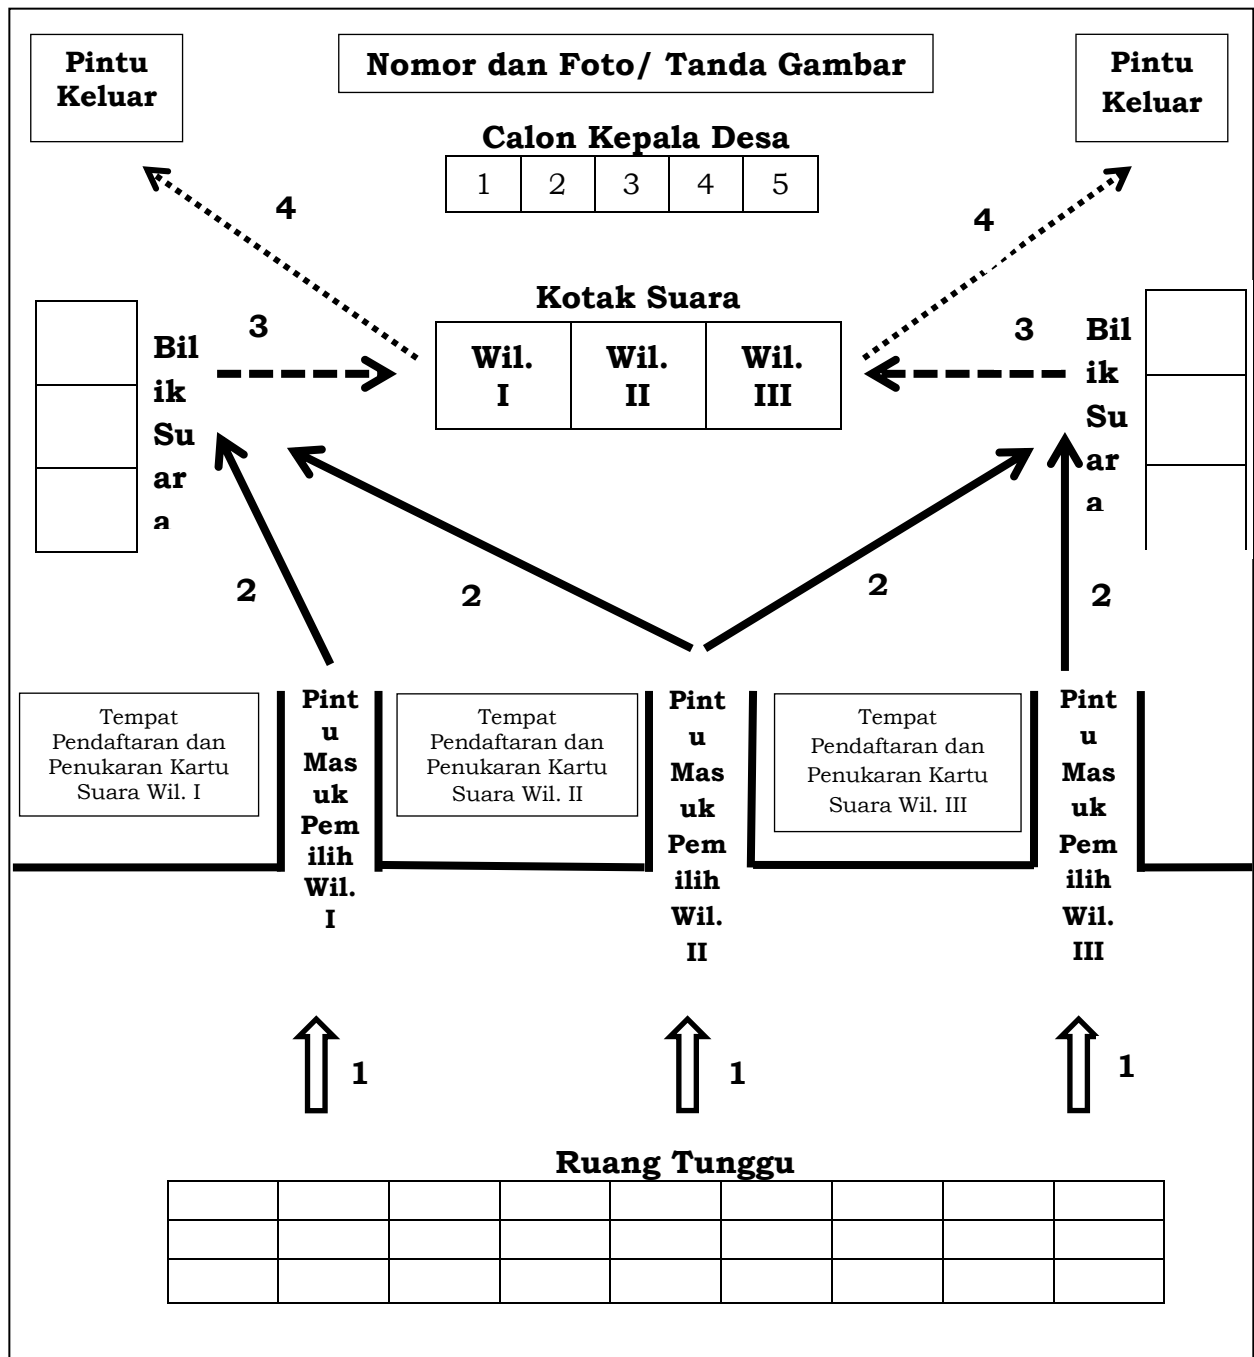 Pintu
Keluar
Nomor dan Foto/ Tanda Gambar
Pintu
Keluar
Calon Kepala Desa
1 2 3 4 5
4
4
Kotak Suara
3
3
Bil
ik
Su
ar
a
Wil.
I
Wil.
II
Wil.
III
Bil
ik
Su
ar
a
2
2
2
2
Tempat
Pendaftaran dan
Penukaran Kartu
Suara Wil. I
Pint
u
Mas
uk
Pem
ilih
Wil.
I
Tempat
Pendaftaran dan
Penukaran Kartu
Suara Wil. II
Pint
u
Mas
uk
Pem
ilih
Wil.
II
Tempat
Pendaftaran dan
Penukaran Kartu
Suara Wil. III
Pint
u
Mas
uk
Pem
ilih
Wil.
III
1
1
1
Ruang Tunggu